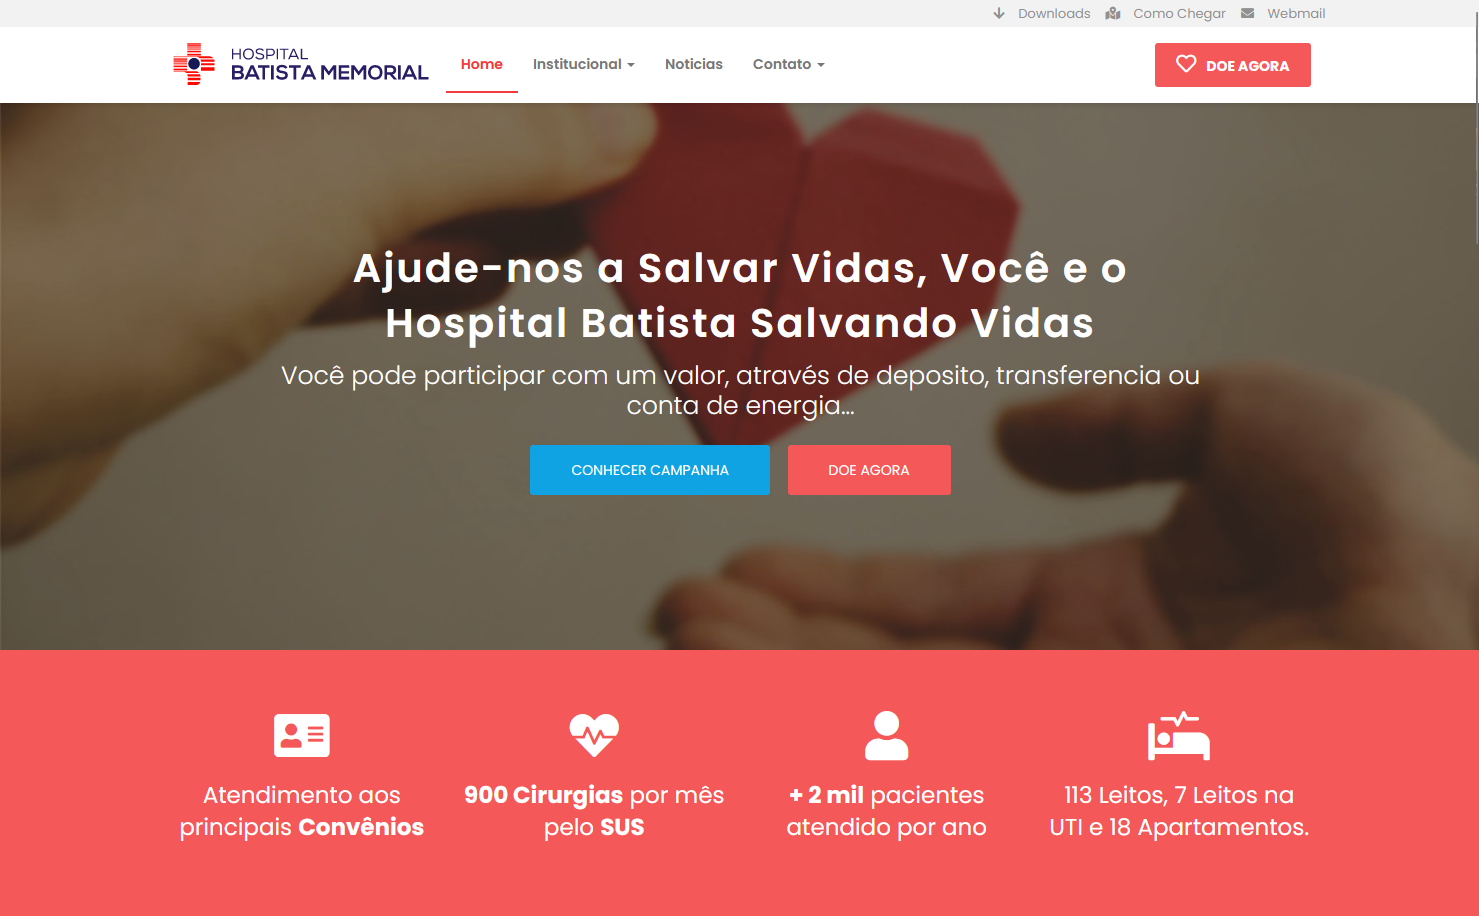 Downloads Como Chegar Webmail
HOSPITAL
BATISTA MEMORIAL
Home Institucional Noticias Contato
DOE AGORA
Ajude-nos a Salvar Vidas, Você e o
Hospital Batista Salvando Vidas
Você pode participar com um valor, através de deposito, transferencia ou
conta de energia...
CONHECER CAMPANHA
DOE AGORA
Atendimento aos
principais Convênios
900 Cirurgias por mês
pelo SUS
+ 2 mil pacientes
atendido por ano
113 Leitos, 7 Leitos na
UTI e 18 Apartamentos.